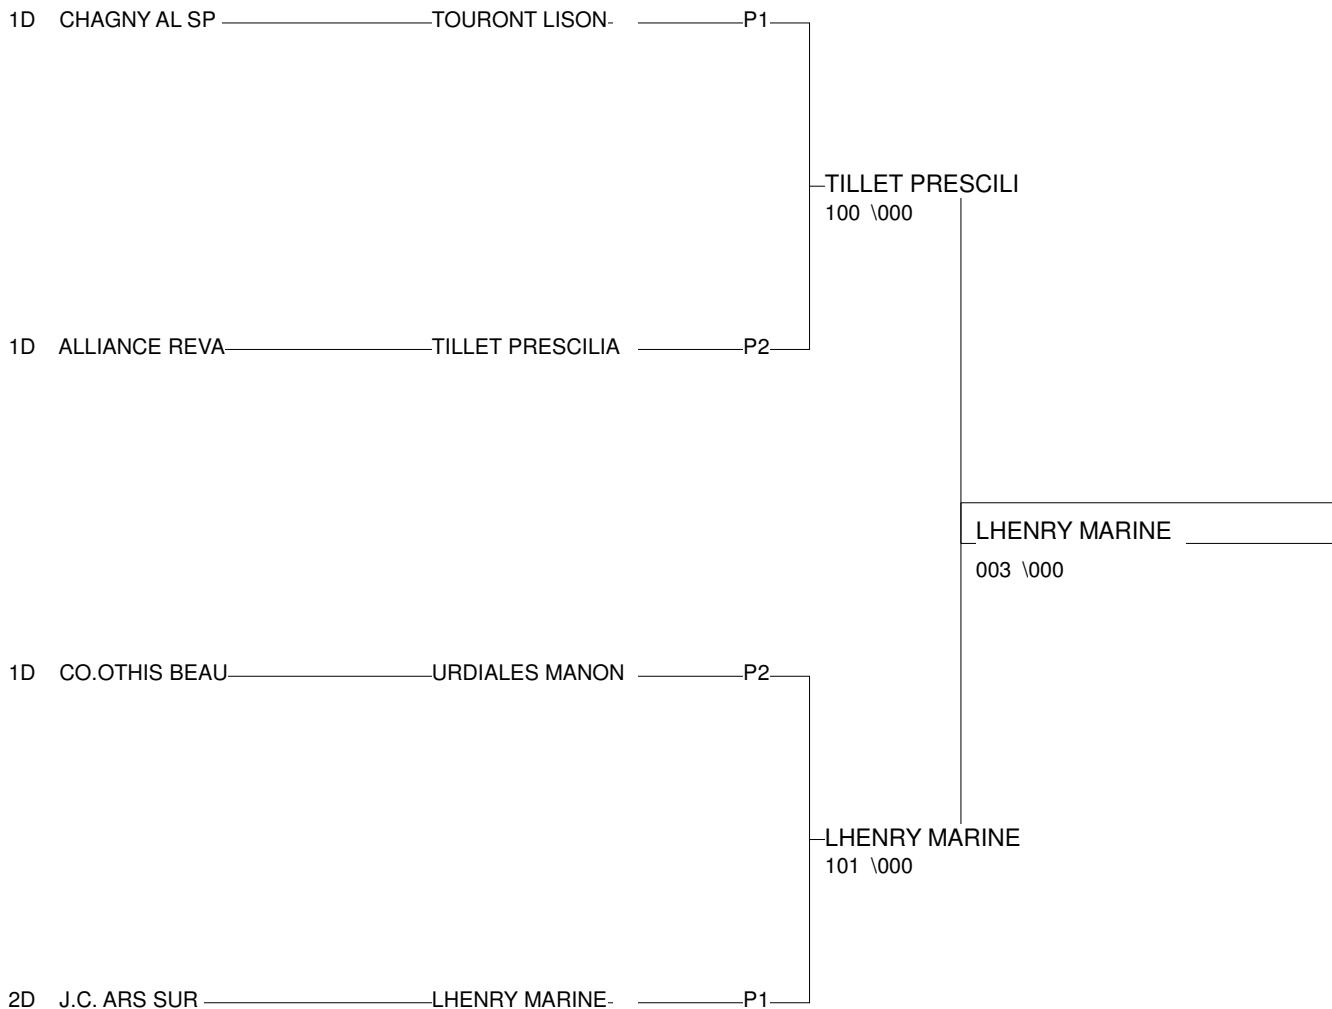 1D CHAGNY AL SP TOURONT LISON P1
TILLET PRESCILI
100 \000
1D ALLIANCE REVA TILLET PRESCILIA P2
LHENRY MARINE
003 \000
1D CO.OTHIS BEAU URDIALES MANON P2
LHENRY MARINE
101 \000
2D J.C. ARS SUR LHENRY MARINE P1